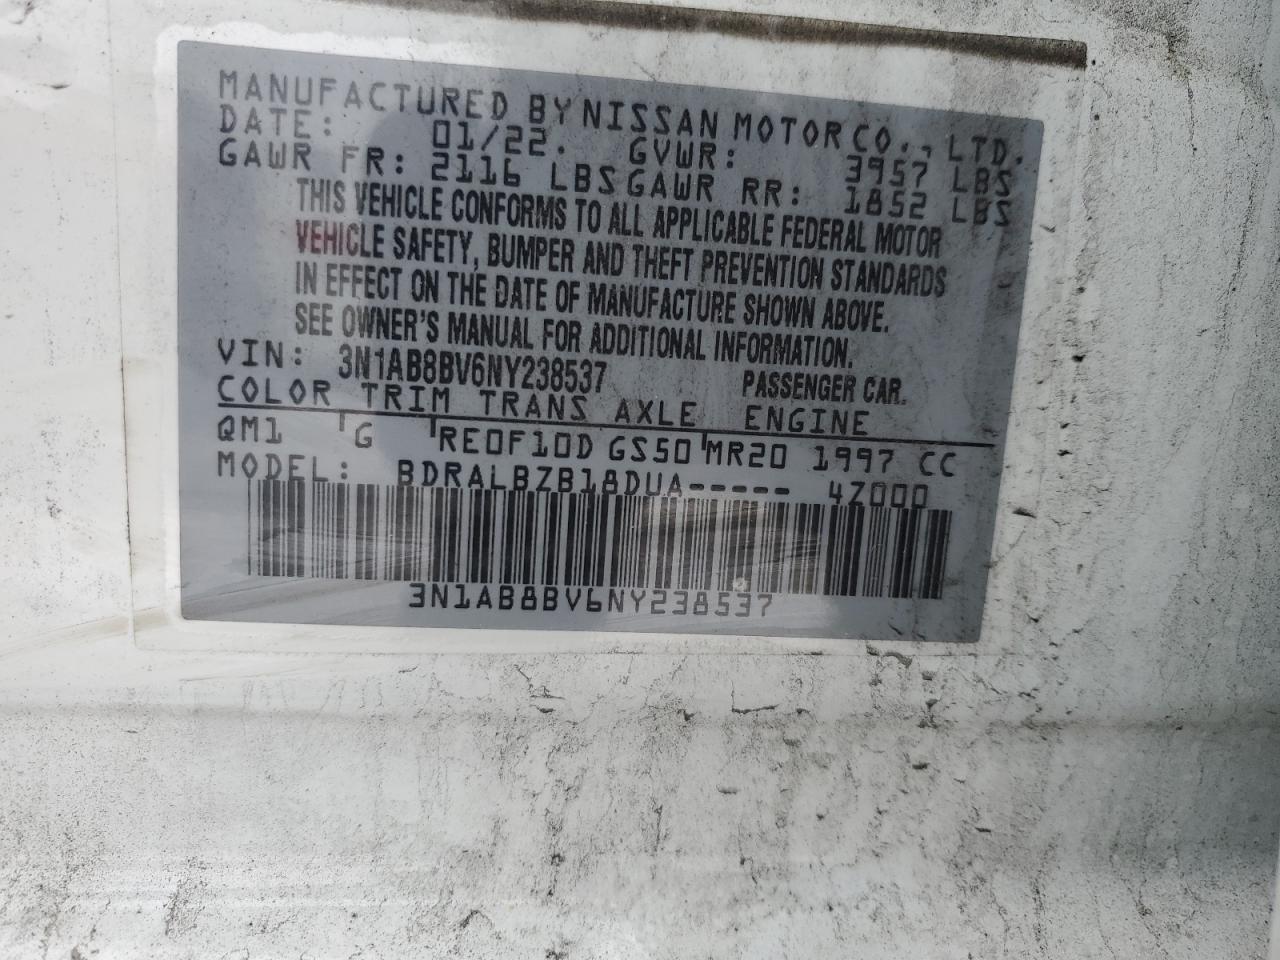 MANUFACTURED BY NISSAN MOTOR CO., LTD.
DATE: 01/22. GVWR: 3957 LBS
GAWR FR: 2116 LBS GAWR RR: 1852 LBS
THIS VEHICLE CONFORMS TO ALL APPLICABLE FEDERAL MOTOR
VEHICLE SAFETY, BUMPER AND THEFT PREVENTION STANDARDS
IN EFFECT ON THE DATE OF MANUFACTURE SHOWN ABOVE.
SEE OWNER'S MANUAL FOR ADDITIONAL INFORMATION.
VIN: 3N1AB8BV6NY238537 PASSENGER CAR.
COLOR TRIM TRANS AXLE ENGINE
QM1 G RE0F10D GS50 MR20 1997 CC
MODEL: BDRALBZB18DUA----- 4Z000
3N1AB8BV6NY238537